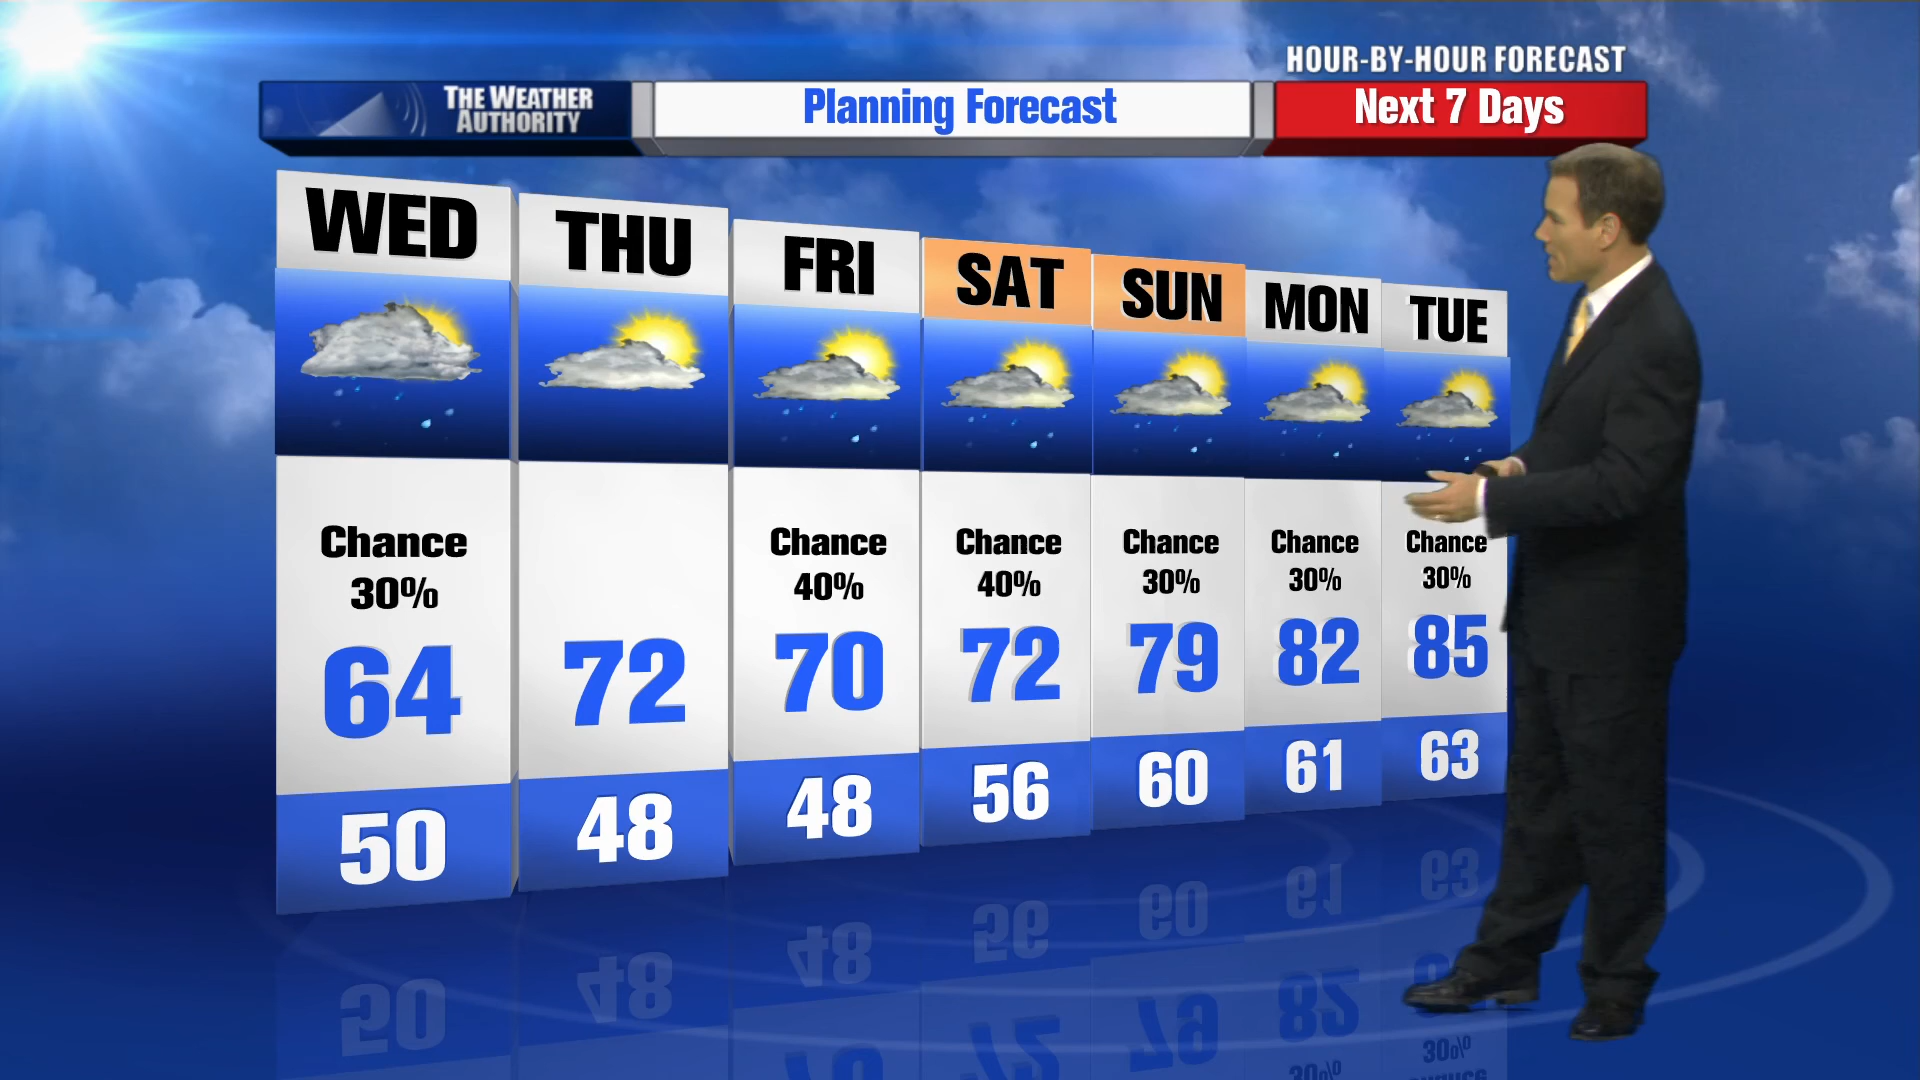 HOUR-BY-HOUR FORECAST
THE WEATHER
AUTHORITY
Planning Forecast
Next 7 Days
WED
THU
FRI
SAT
SUN
MON
TUE
Chance
30%
Chance
40%
Chance
40%
Chance
30%
Chance
30%
Chance
30%
64
72
70
72
79
82
85
50
48
48
56
60
61
63